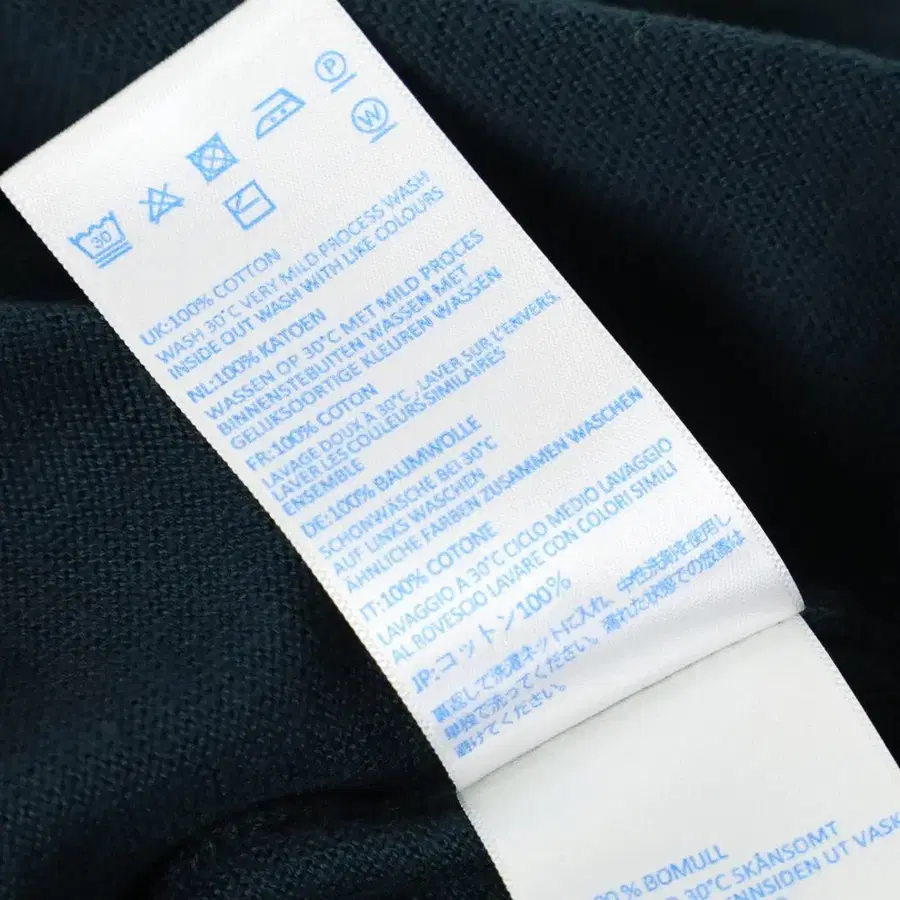 P
W
30
UK:100% COTTON
WASH 30°C VERY MILD PROCESS WASH
INSIDE OUT WASH WITH LIKE COLOURS
NL:100% KATOEN
WASSEN OP 30°C MET MILD PROCES
BINNENSTEBUITEN WASSEN MET
GELIJKSOORTIGE KLEUREN WASSEN
FR:100% COTON
LAVAGE DOUX À 30°C, LAVER SUR L'ENVERS.
LAVER LES COULEURS SIMILAIRES
ENSEMBLE
DE:100% BAUMWOLLE
SCHONWASCHE BEI 30°C
AUF LINKS WASCHEN
ÄHNLICHE FARBEN ZUSAMMEN WASCHEN
IT:100% COTONE
LAVAGGIO A 30°C CICLO MEDIO LAVAGGIO
AL ROVESCIO LAVARE CON COLORI SIMILI
JP:コットン100%
裏返して洗濯ネットに入れ、中性洗剤を使用し
単独で洗ってください。濡れた状態での放置は
避けてください。
00 % BOMULL
30°C SKÅNSOMT
INNSIDEN UT VASK